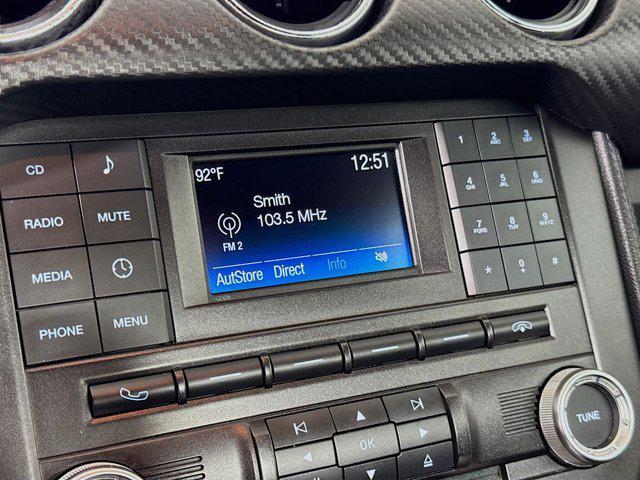 CD
RADIO
MUTE
MEDIA
PHONE
MENU
92°F
12:51
Smith
103.5 MHz
FM 2
AutoStore Direct Info
1
2 ABC
3 DEF
4 GHI
5 JKL
6 MNO
7 PQRS
8 TUV
9 WXYZ
*
0 +
#
OK
TUNE